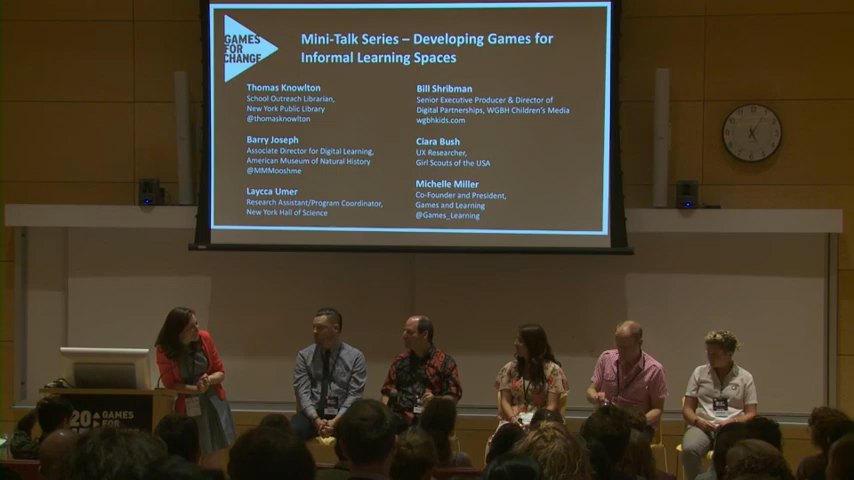 GAMES
FOR
CHANGE
Mini-Talk Series – Developing Games for
Informal Learning Spaces
Thomas Knowlton
School Outreach Librarian,
New York Public Library
@thomasknowlton
Barry Joseph
Associate Director for Digital Learning,
American Museum of Natural History
@MMMooshme
Laycca Umer
Research Assistant/Program Coordinator,
New York Hall of Science
Bill Shribman
Senior Executive Producer & Director of
Digital Partnerships, WGBH Children's Media
wgbhkids.com
Ciara Bush
UX Researcher,
Girl Scouts of the USA
Michelle Miller
Co-Founder and President,
Games and Learning
@Games_Learning
GAMES
FOR